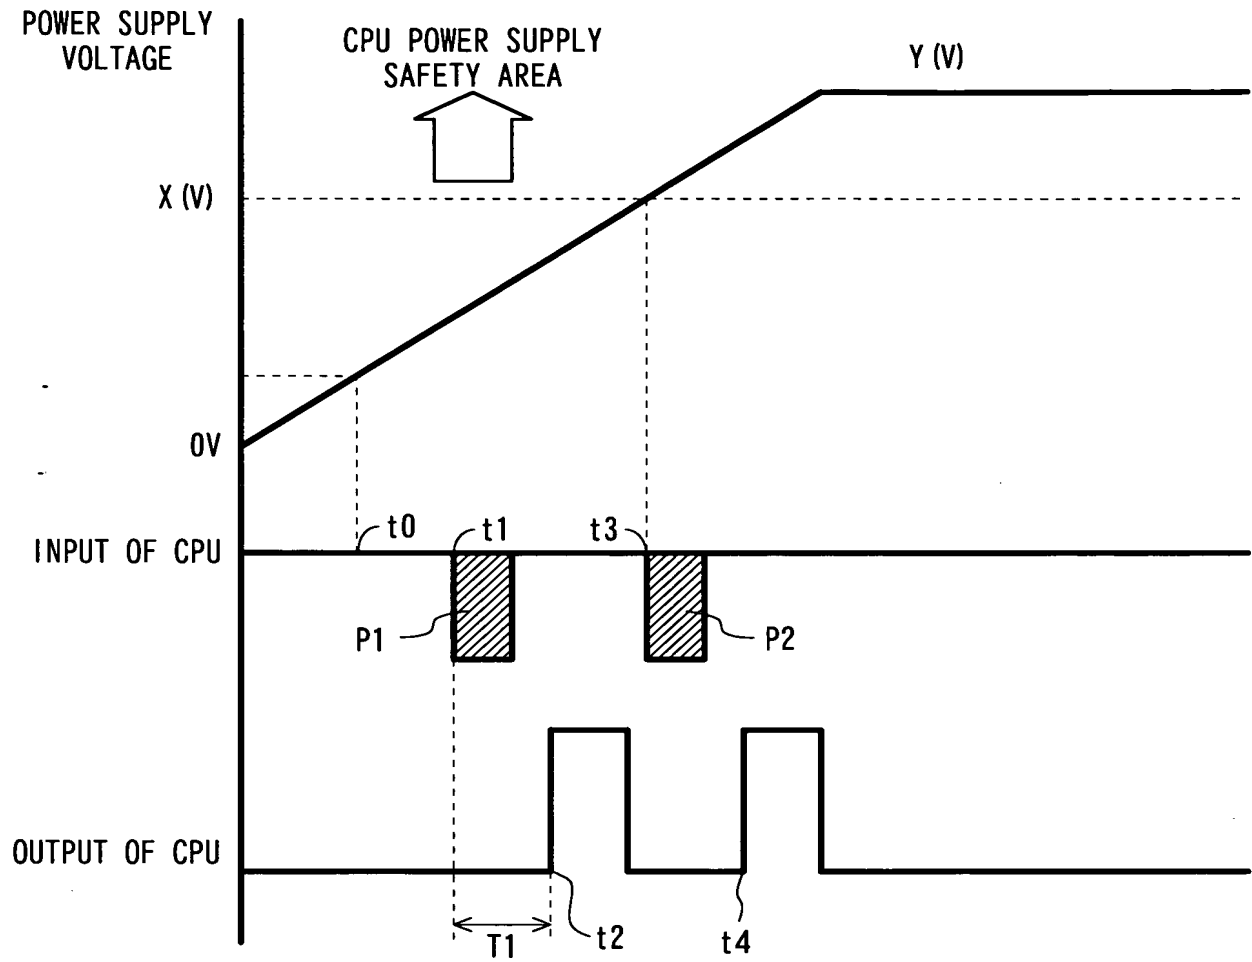 POWER SUPPLY
VOLTAGE
CPU POWER SUPPLY
SAFETY AREA
Y (V)
X (V)
0V
t0
t1
t3
INPUT OF CPU
P1
P2
OUTPUT OF CPU
T1
t2
t4